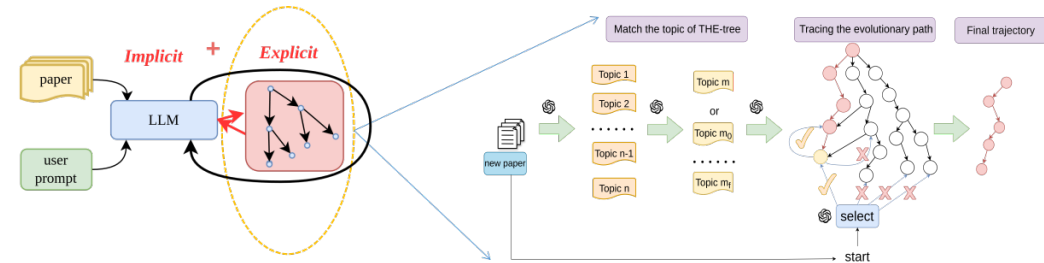 Implicit + Explicit
paper
LLM
user
prompt
Match the topic of THE-tree
Tracing the evolutionary path
Final trajectory
new paper
Topic 1
Topic 2
......
Topic n-1
Topic n
Topic m
or
Topic m0
......
Topic mf
select
start